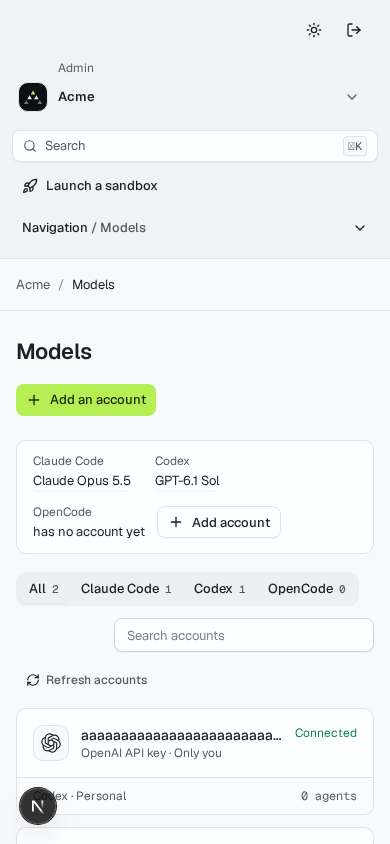 Admin
Acme
Search K
Launch a sandbox
Navigation / Models
Acme / Models
Models
Add an account
Claude Code Codex
Claude Opus 5.5 GPT-6.1 Sol
OpenCode
has no account yet Add account
All 2 Claude Code 1 Codex 1 OpenCode 0
Search accounts
Refresh accounts
aaaaaaaaaaaaaaaaaaaaaaaaa... Connected
OpenAI API key · Only you
Codex · Personal 0 agents
N